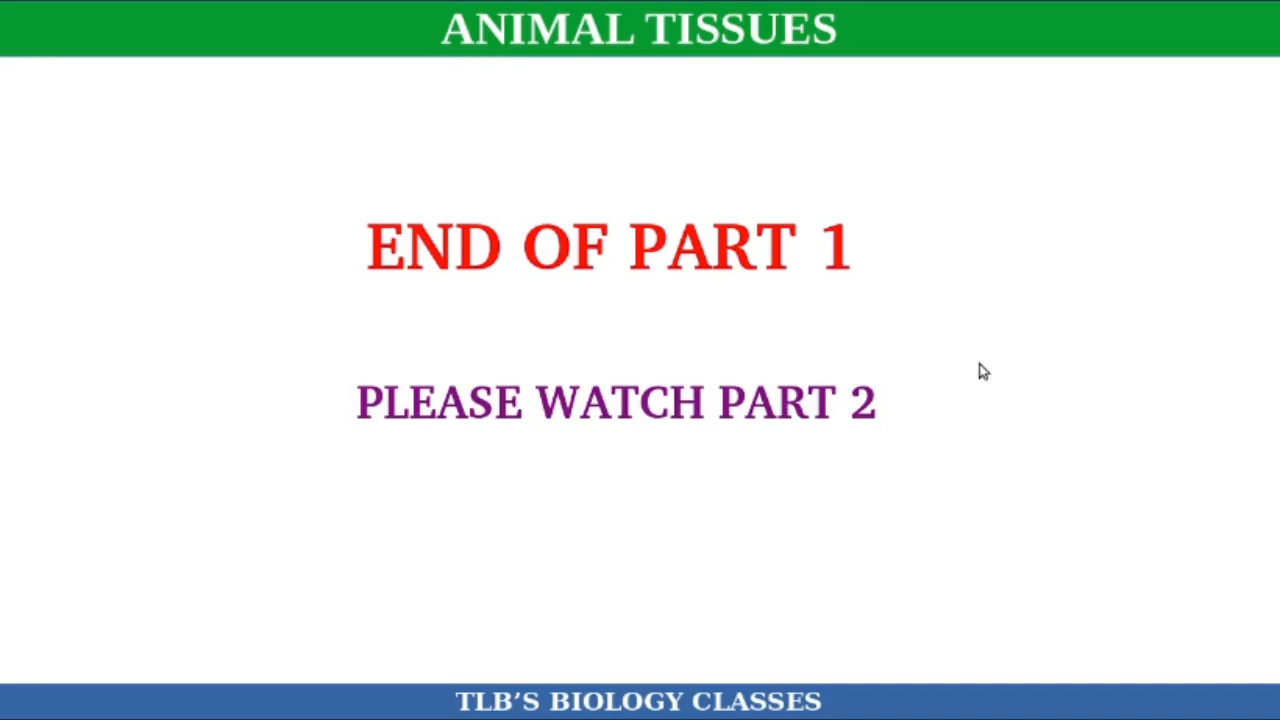 ANIMAL TISSUES
END OF PART 1
PLEASE WATCH PART 2
TLB’S BIOLOGY CLASSES